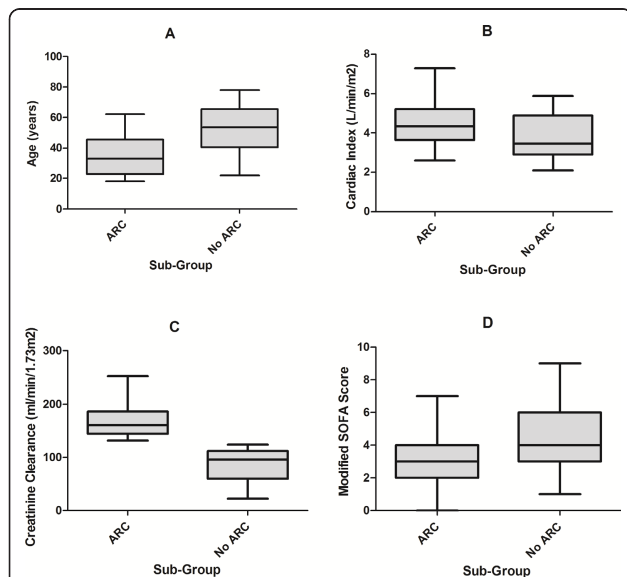 A
Age (years)
100
80
60
40
20
0
ARC
No ARC
Sub-Group
B
Cardiac Index (L/min/m2)
8
6
4
2
0
ARC
No ARC
Sub-Group
C
Creatinine Clearance (ml/min/1.73m2)
300
200
100
0
ARC
No ARC
Sub-Group
D
Modified SOFA Score
10
8
6
4
2
0
ARC
No ARC
Sub-Group